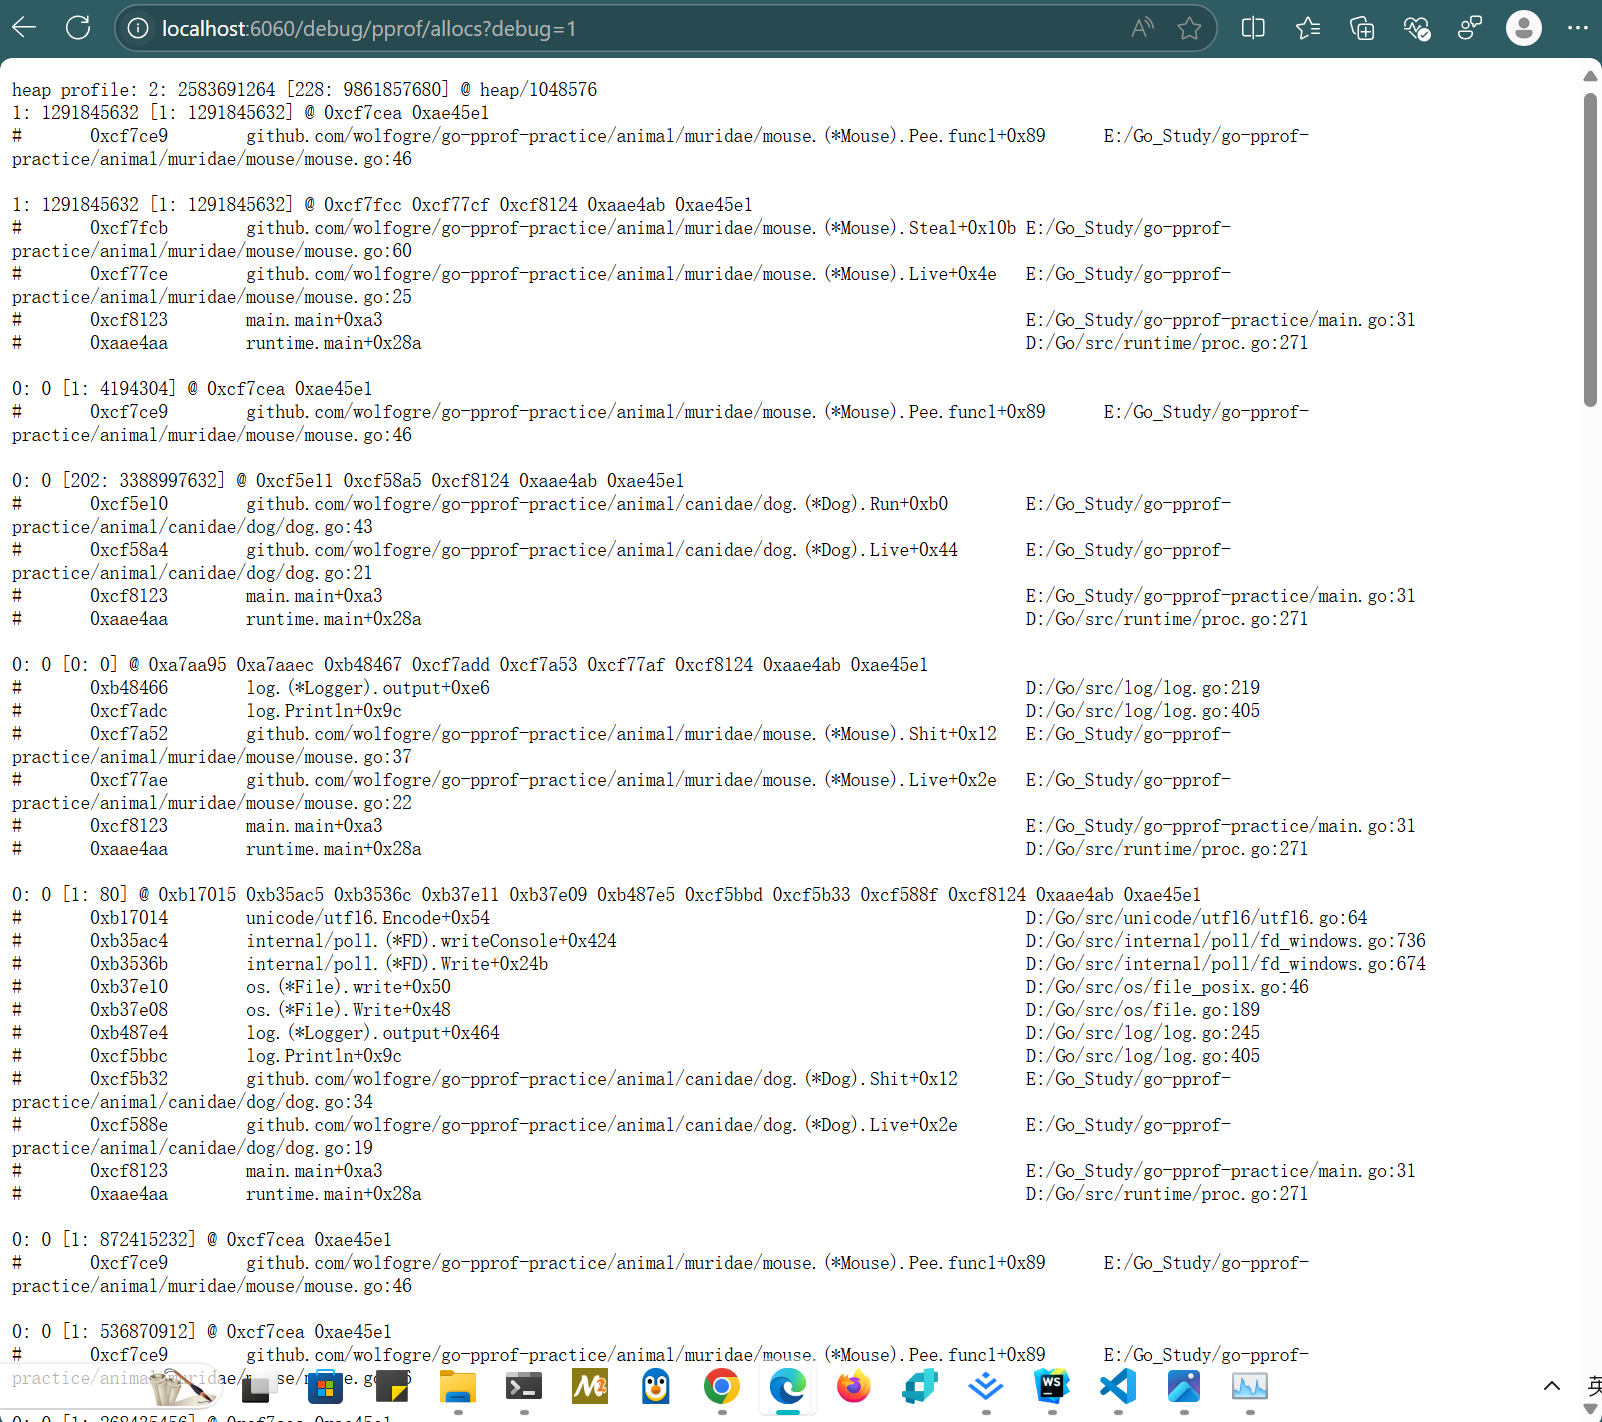 localhost:6060/debug/pprof/allocs?debug=1
heap profile: 2: 2583691264 [228: 9861857680] @ heap/1048576
1: 1291845632 [1: 1291845632] @ 0xcf7cea 0xae45e1
# 0xcf7ce9 github.com/wolfogre/go-pprof-practice/animal/muridae/mouse.(*Mouse).Pee.func1+0x89 E:/Go_Study/go-pprof-
practice/animal/muridae/mouse/mouse.go:46
1: 1291845632 [1: 1291845632] @ 0xcf7fcc 0xcf77cf 0xcf8124 0xaae4ab 0xae45e1
# 0xcf7fcb github.com/wolfogre/go-pprof-practice/animal/muridae/mouse.(*Mouse).Steal+0x10b E:/Go_Study/go-pprof-
practice/animal/muridae/mouse/mouse.go:60
# 0xcf77ce github.com/wolfogre/go-pprof-practice/animal/muridae/mouse.(*Mouse).Live+0x4e E:/Go_Study/go-pprof-
practice/animal/muridae/mouse/mouse.go:25
# 0xcf8123 main.main+0xa3 E:/Go_Study/go-pprof-practice/main.go:31
# 0xaae4aa runtime.main+0x28a D:/Go/src/runtime/proc.go:271
0: 0 [1: 4194304] @ 0xcf7cea 0xae45e1
# 0xcf7ce9 github.com/wolfogre/go-pprof-practice/animal/muridae/mouse.(*Mouse).Pee.func1+0x89 E:/Go_Study/go-pprof-
practice/animal/muridae/mouse/mouse.go:46
0: 0 [202: 3388997632] @ 0xcf5e11 0xcf58a5 0xcf8124 0xaae4ab 0xae45e1
# 0xcf5e10 github.com/wolfogre/go-pprof-practice/animal/canidae/dog.(*Dog).Run+0xb0 E:/Go_Study/go-pprof-
practice/animal/canidae/dog/dog.go:43
# 0xcf58a4 github.com/wolfogre/go-pprof-practice/animal/canidae/dog.(*Dog).Live+0x44 E:/Go_Study/go-pprof-
practice/animal/canidae/dog/dog.go:21
# 0xcf8123 main.main+0xa3 E:/Go_Study/go-pprof-practice/main.go:31
# 0xaae4aa runtime.main+0x28a D:/Go/src/runtime/proc.go:271
0: 0 [0: 0] @ 0xa7aa95 0xa7aaec 0xb48467 0xcf7add 0xcf7a53 0xcf77af 0xcf8124 0xaae4ab 0xae45e1
# 0xb48466 log.(*Logger).output+0xe6 D:/Go/src/log/log.go:219
# 0xcf7adc log.Println+0x9c D:/Go/src/log/log.go:405
# 0xcf7a52 github.com/wolfogre/go-pprof-practice/animal/muridae/mouse.(*Mouse).Shit+0x12 E:/Go_Study/go-pprof-
practice/animal/muridae/mouse/mouse.go:37
# 0xcf77ae github.com/wolfogre/go-pprof-practice/animal/muridae/mouse.(*Mouse).Live+0x2e E:/Go_Study/go-pprof-
practice/animal/muridae/mouse/mouse.go:22
# 0xcf8123 main.main+0xa3 E:/Go_Study/go-pprof-practice/main.go:31
# 0xaae4aa runtime.main+0x28a D:/Go/src/runtime/proc.go:271
0: 0 [1: 80] @ 0xb17015 0xb35ac5 0xb3536c 0xb37e11 0xb37e09 0xb487e5 0xcf5bbd 0xcf5b33 0xcf588f 0xcf8124 0xaae4ab 0xae45e1
# 0xb17014 unicode/utf16.Encode+0x54 D:/Go/src/unicode/utf16/utf16.go:64
# 0xb35ac4 internal/poll.(*FD).writeConsole+0x424 D:/Go/src/internal/poll/fd_windows.go:736
# 0xb3536b internal/poll.(*FD).Write+0x24b D:/Go/src/internal/poll/fd_windows.go:674
# 0xb37e10 os.(*File).write+0x50 D:/Go/src/os/file_posix.go:46
# 0xb37e08 os.(*File).Write+0x48 D:/Go/src/os/file.go:189
# 0xb487e4 log.(*Logger).output+0x464 D:/Go/src/log/log.go:245
# 0xcf5bbc log.Println+0x9c D:/Go/src/log/log.go:405
# 0xcf5b32 github.com/wolfogre/go-pprof-practice/animal/canidae/dog.(*Dog).Shit+0x12 E:/Go_Study/go-pprof-
practice/animal/canidae/dog/dog.go:34
# 0xcf588e github.com/wolfogre/go-pprof-practice/animal/canidae/dog.(*Dog).Live+0x2e E:/Go_Study/go-pprof-
practice/animal/canidae/dog/dog.go:19
# 0xcf8123 main.main+0xa3 E:/Go_Study/go-pprof-practice/main.go:31
# 0xaae4aa runtime.main+0x28a D:/Go/src/runtime/proc.go:271
0: 0 [1: 872415232] @ 0xcf7cea 0xae45e1
# 0xcf7ce9 github.com/wolfogre/go-pprof-practice/animal/muridae/mouse.(*Mouse).Pee.func1+0x89 E:/Go_Study/go-pprof-
practice/animal/muridae/mouse/mouse.go:46
0: 0 [1: 536870912] @ 0xcf7cea 0xae45e1
# 0xcf7ce9 github.com/wolfogre/go-pprof-practice/animal/muridae/mouse.(*Mouse).Pee.func1+0x89 E:/Go_Study/go-pprof-
WS
英
0: 0 [1: 268435456] @ 0xcf7cea 0xae45e1